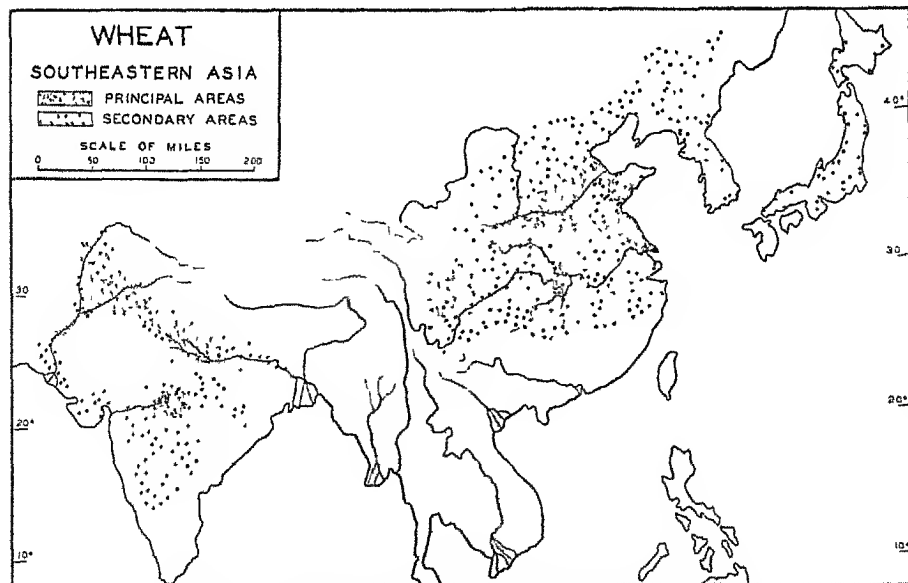 WHEAT
SOUTHEASTERN ASIA
PRINCIPAL AREAS
SECONDARY AREAS
SCALE OF MILES
0 50 100 150 200
40°
30
30
20°
20°
10°
10°